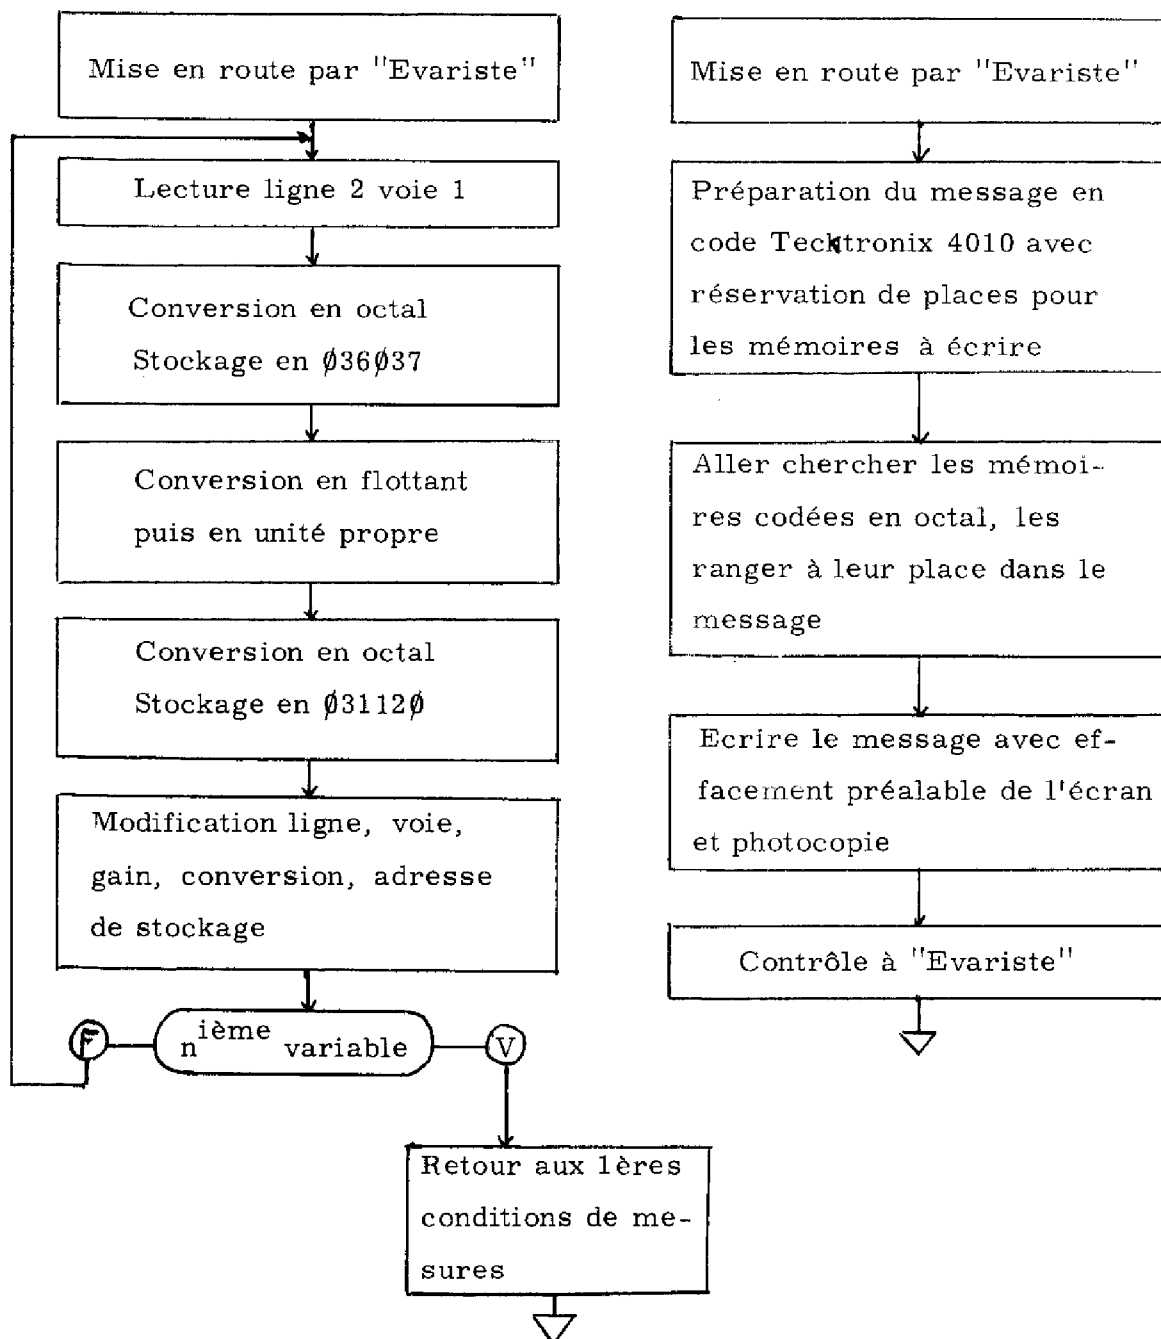 Mise en route par "Evariste"
Lecture ligne 2 voie 1
Conversion en octal
Stockage en Ø36Ø37
Conversion en flottant
puis en unité propre
Conversion en octal
Stockage en Ø3112Ø
Modification ligne, voie,
gain, conversion, adresse
de stockage
F
n ième variable
V
Retour aux 1ères
conditions de me-
sures
Mise en route par "Evariste"
Préparation du message en
code Tecktronix 4010 avec
réservation de places pour
les mémoires à écrire
Aller chercher les mémoi-
res codées en octal, les
ranger à leur place dans le
message
Ecrire le message avec ef-
facement préalable de l'écran
et photocopie
Contrôle à "Evariste"